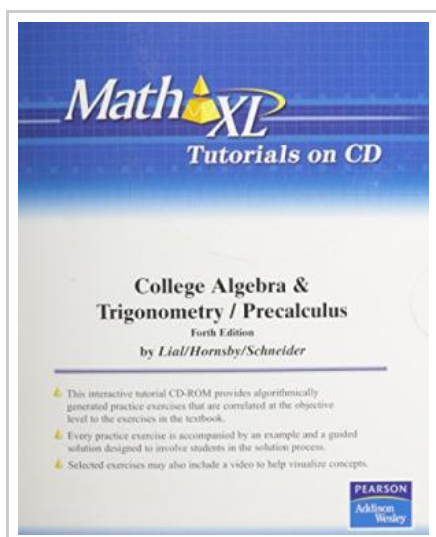 Math XL
Tutorials on CD
College Algebra &
Trigonometry / Precalculus
Forth Edition
by Lial/Hornsby/Schneider
This interactive tutorial CD-ROM provides algorithmically
generated practice exercises that are correlated at the objective
level to the exercises in the textbook.
Every practice exercise is accompanied by an example and a guided
solution designed to involve students in the solution process.
Selected exercises may also include a video to help visualize concepts.
PEARSON
Addison
Wesley